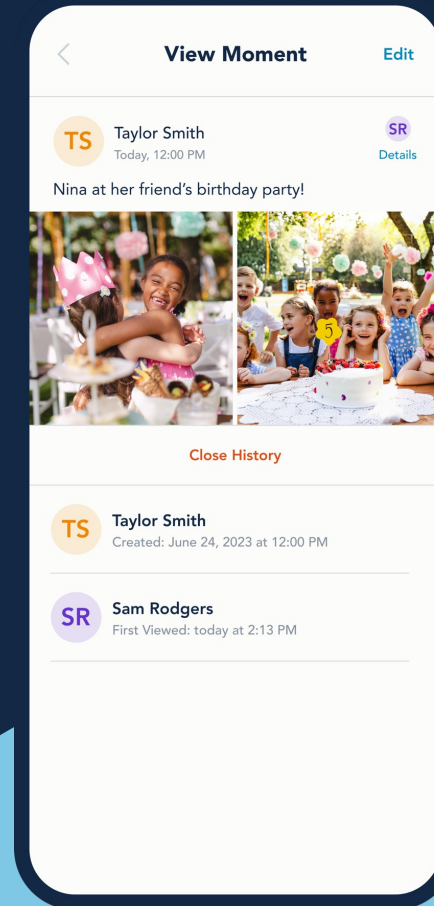 View Moment
Edit
TS
Taylor Smith
Today, 12:00 PM
SR
Details
Nina at her friend’s birthday party!
5
Close History
TS
Taylor Smith
Created: June 24, 2023 at 12:00 PM
SR
Sam Rodgers
First Viewed: today at 2:13 PM